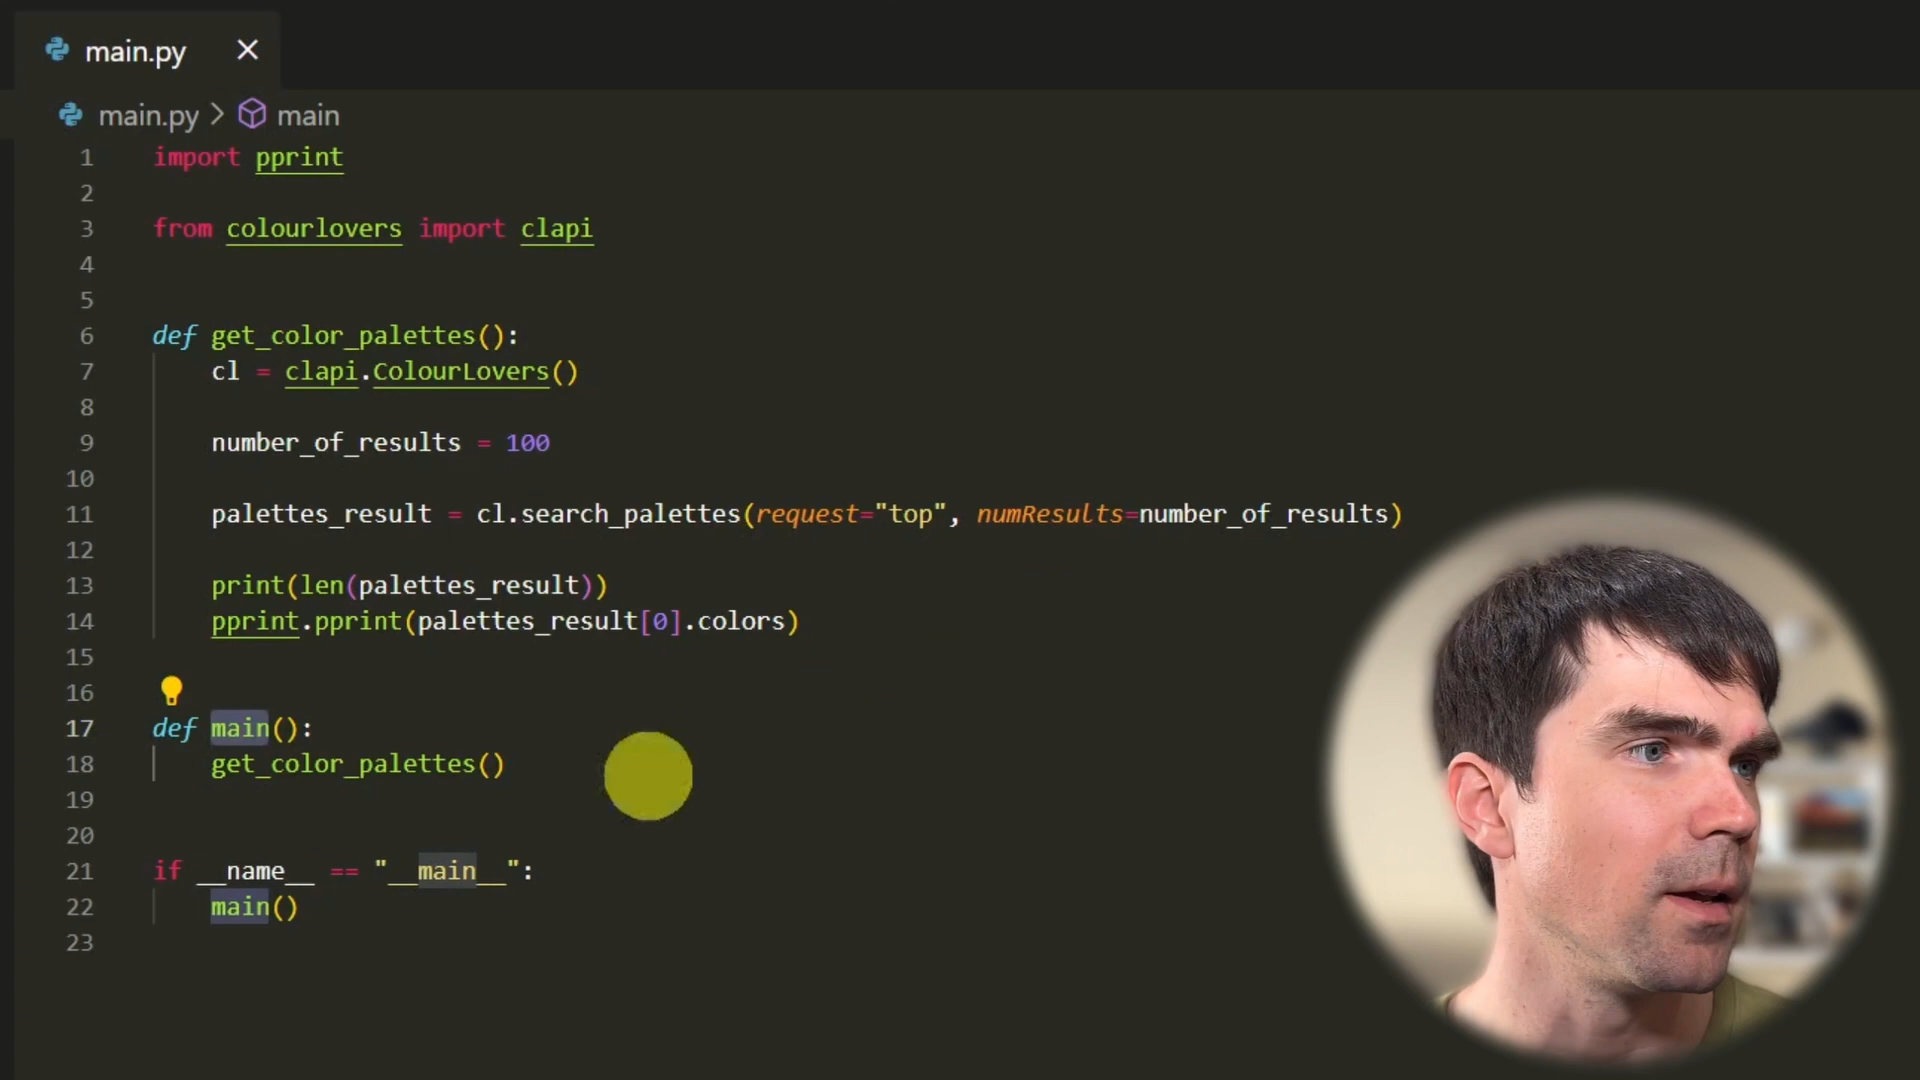 main.py
main.py > main
1 import pprint
2
3 from colourlovers import clapi
4
5
6 def get_color_palettes():
7 cl = clapi.ColourLovers()
8
9 number_of_results = 100
10
11 palettes_result = cl.search_palettes(request="top", numResults=number_of_results)
12
13 print(len(palettes_result))
14 pprint.pprint(palettes_result[0].colors)
15
16
17 def main():
18 get_color_palettes()
19
20
21 if __name__ == "__main__":
22 main()
23